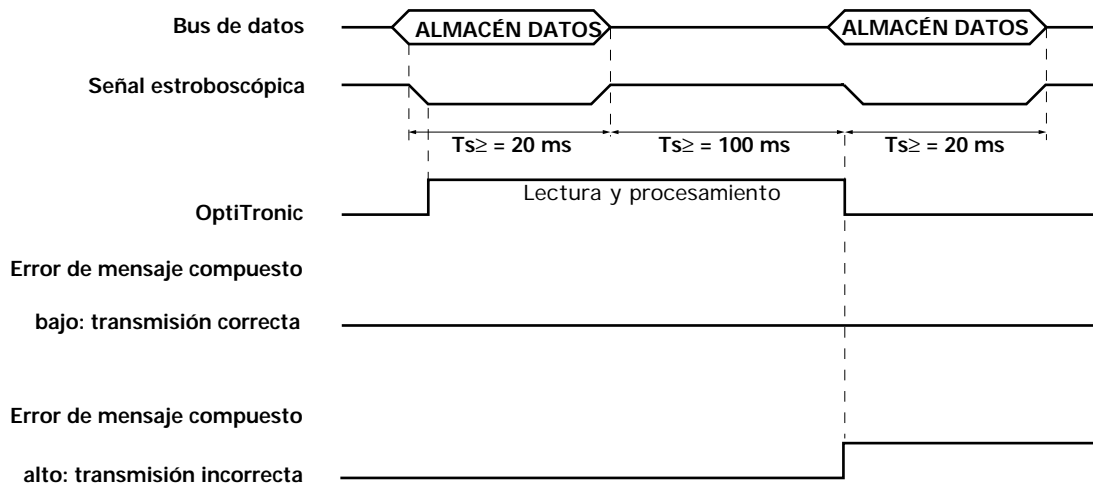 Bus de datos
ALMACÉN DATOS
ALMACÉN DATOS
Señal estroboscópica
Ts≥ = 20 ms
Ts≥ = 100 ms
Ts≥ = 20 ms
Lectura y procesamiento
OptiTronic
Error de mensaje compuesto
bajo: transmisión correcta
Error de mensaje compuesto
alto: transmisión incorrecta